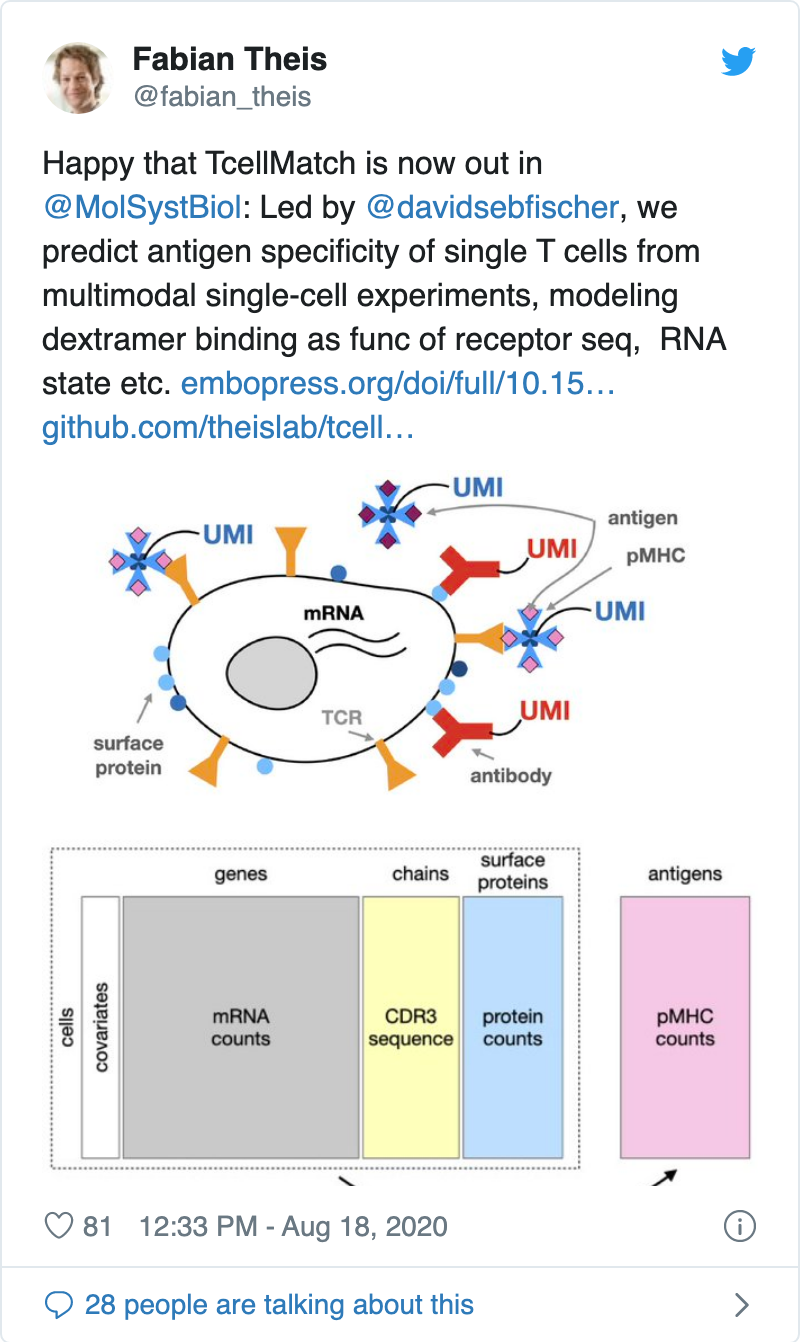 Fabian Theis
@fabian_theis
Happy that TcellMatch is now out in
@MolSystBiol: Led by @davidsebfischer, we
predict antigen specificity of single T cells from
multimodal single-cell experiments, modeling
dextramer binding as func of receptor seq,  RNA
state etc. embopress.org/doi/full/10.15…
github.com/theislab/tcell…
UMI
antigen
UMI
UMI
pMHC
mRNA
UMI
TCR
UMI
surface
protein
antibody
genes
chains
surface
proteins
antigens
cells
covariates
mRNA
counts
CDR3
sequence
protein
counts
pMHC
counts
81 12:33 PM - Aug 18, 2020
28 people are talking about this